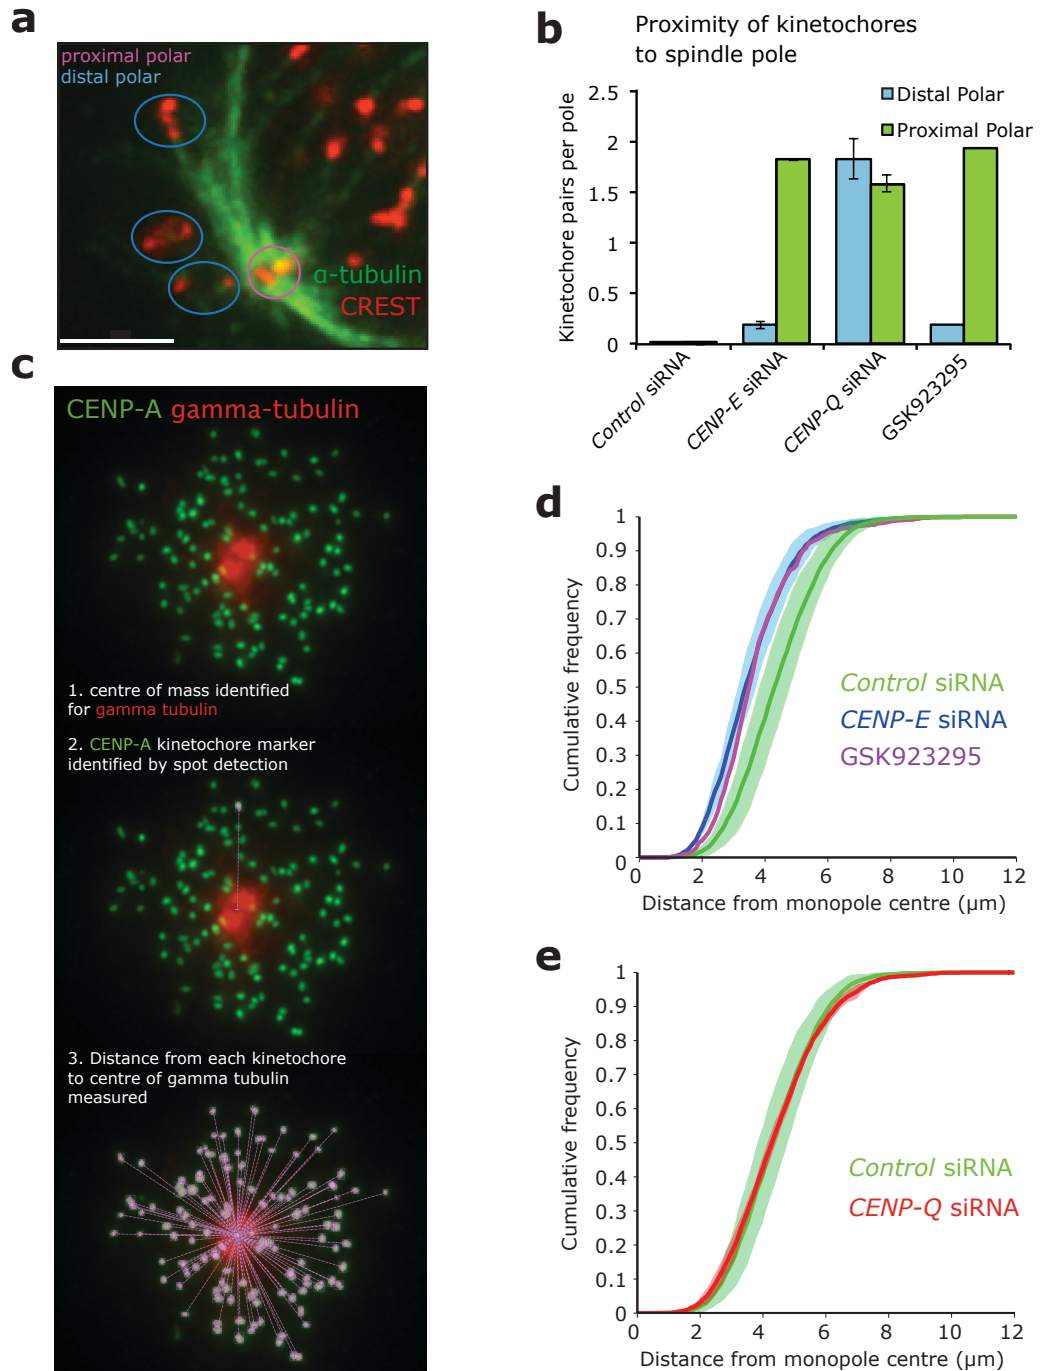 a
proximal polar
distal polar
α-tubulin
CREST
b
Proximity of kinetochores
to spindle pole
Kinetochore pairs per pole
2.5
2
1.5
1
0.5
0
Distal Polar
Proximal Polar
Control siRNA
CENP-E siRNA
CENP-Q siRNA
GSK923295
c
CENP-A gamma-tubulin
1. centre of mass identified
for gamma tubulin
2. CENP-A kinetochore marker
identified by spot detection
3. Distance from each kinetochore
to centre of gamma tubulin
measured
d
Cumulative frequency
1
0.9
0.8
0.7
0.6
0.5
0.4
0.3
0.2
0.1
0
0 2 4 6 8 10 12
Distance from monopole centre (µm)
Control siRNA
CENP-E siRNA
GSK923295
e
Cumulative frequency
1
0.9
0.8
0.7
0.6
0.5
0.4
0.3
0.2
0.1
0
0 2 4 6 8 10 12
Distance from monopole centre (µm)
Control siRNA
CENP-Q siRNA